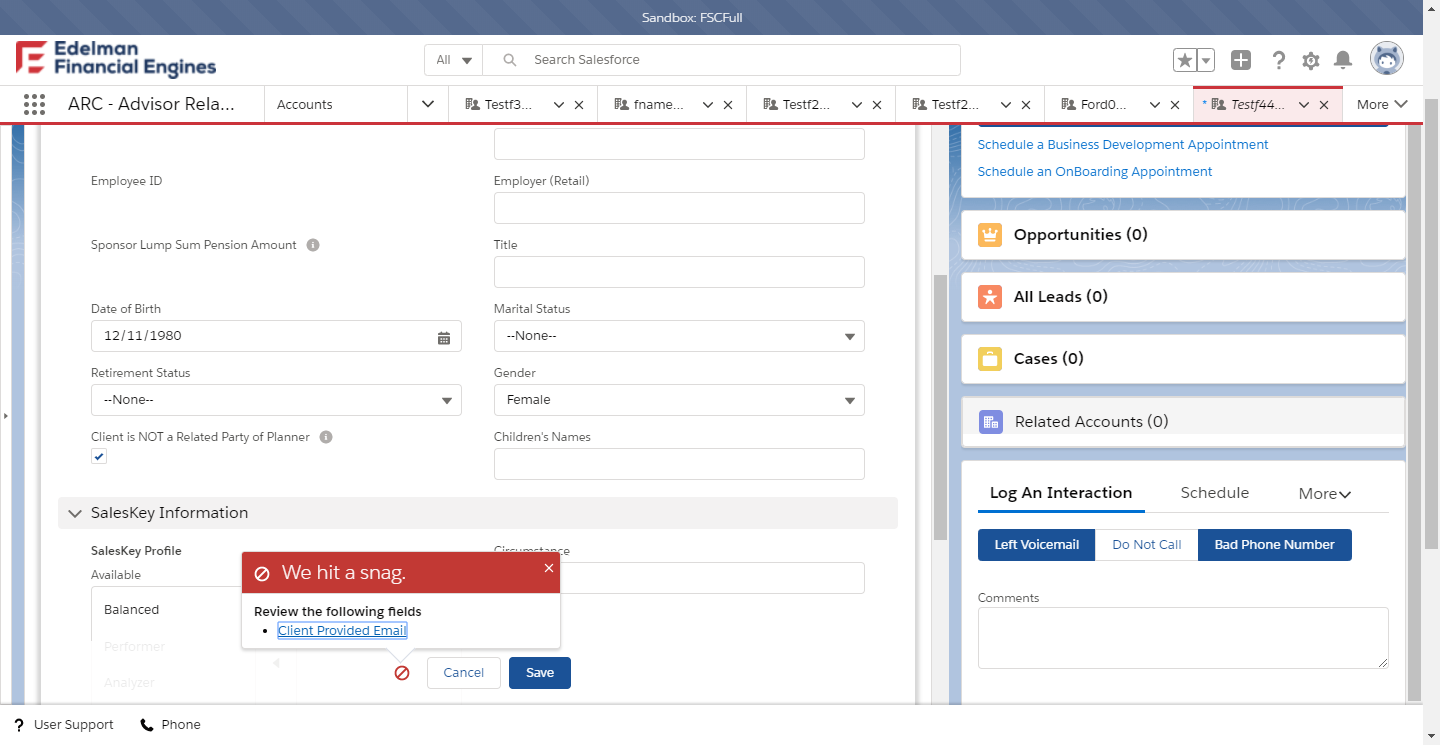 Sandbox: FSCFull
Edelman
Financial Engines
All
Search Salesforce
ARC - Advisor Rela...
Accounts
Testf3...
fname...
Testf2...
Testf2...
Ford0...
* Testf44...
More
Schedule a Business Development Appointment
Schedule an OnBoarding Appointment
Employee ID
Employer (Retail)
Sponsor Lump Sum Pension Amount
Title
Date of Birth
Marital Status
12/11/1980
--None--
Retirement Status
Gender
--None--
Female
Client is NOT a Related Party of Planner
Children's Names
SalesKey Information
SalesKey Profile
Circumstance
Available
Balanced
Performer
Analyzer
We hit a snag.
Review the following fields
• Client Provided Email
Cancel
Save
Opportunities (0)
All Leads (0)
Cases (0)
Related Accounts (0)
Log An Interaction
Schedule
More
Left Voicemail
Do Not Call
Bad Phone Number
Comments
? User Support
Phone